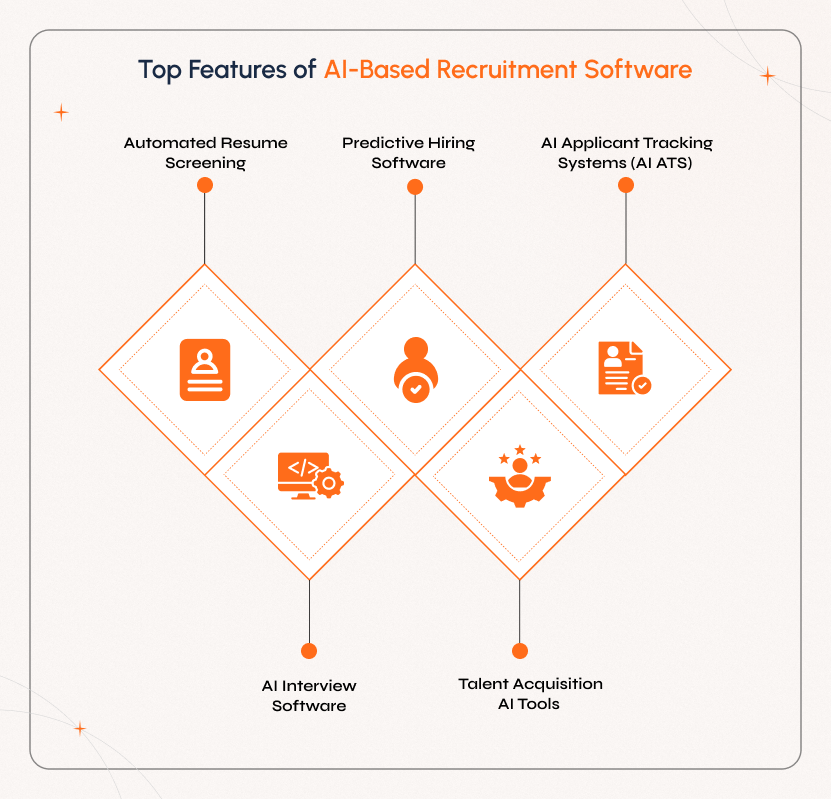 Top Features of AI-Based Recruitment Software
Automated Resume
Screening
Predictive Hiring
Software
AI Applicant Tracking
Systems (AI ATS)
</>
AI Interview
Software
Talent Acquisition
AI Tools